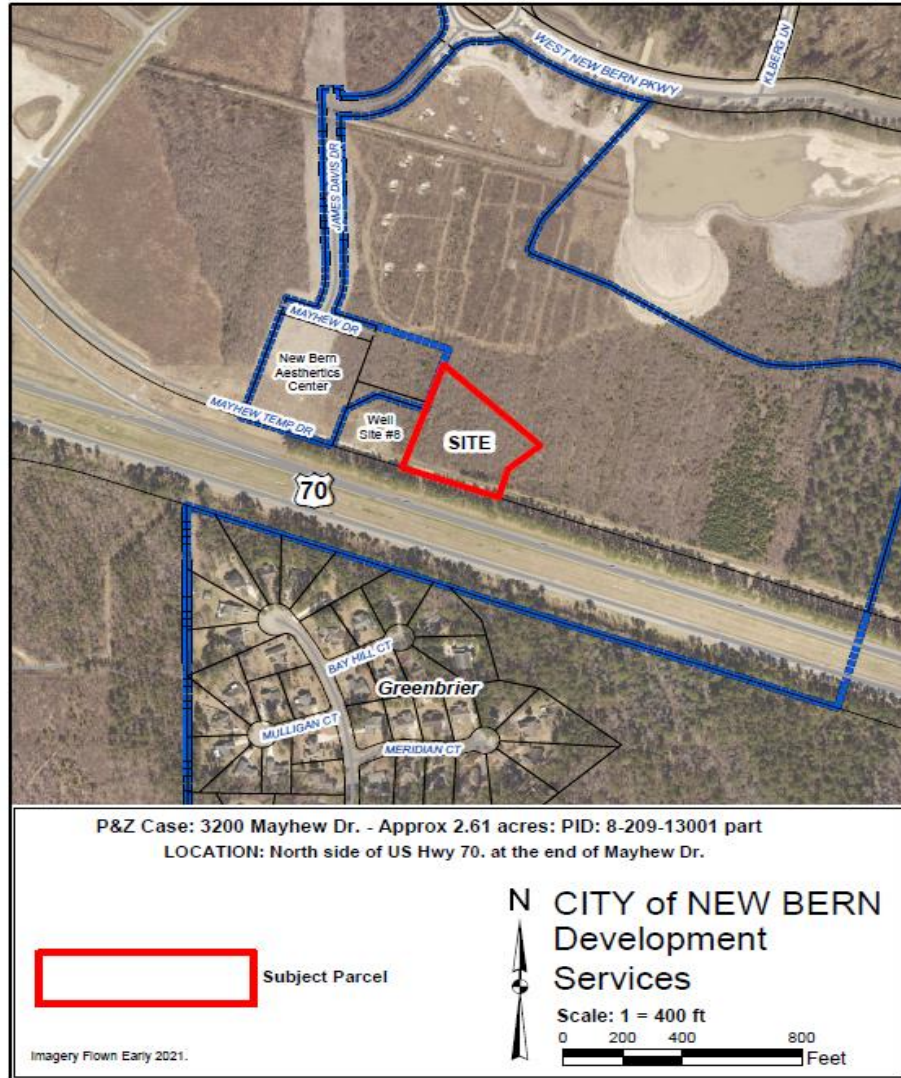 WEST NEW BERN PKWY
KILBERG LN
JAMES DAVIS DR
MAYHEW DR
New Bern
Aesthertics
Center
MAYHEW TEMP DR
Well
Site #8
SITE
70
BAY HILL CT
Greenbrier
MULLIGAN CT
MERIDIAN CT
P&Z Case: 3200 Mayhew Dr. - Approx 2.61 acres: PID: 8-209-13001 part
LOCATION: North side of US Hwy 70. at the end of Mayhew Dr.
Subject Parcel
Imagery Flown Early 2021.
N
CITY of NEW BERN
Development
Services
Scale: 1 = 400 ft
0 200 400 800
Feet